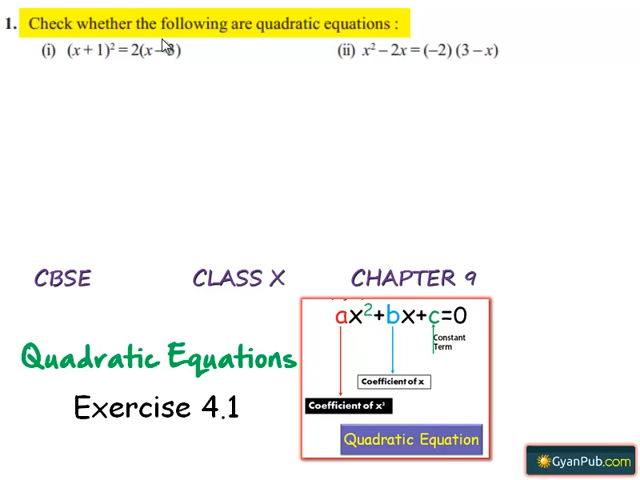 1. Check whether the following are quadratic equations :
(i) (x + 1)² = 2(x – 3) (ii) x² – 2x = (–2) (3 – x)
CBSE CLASS X CHAPTER 9
Quadratic Equations
Exercise 4.1
ax²+bx+c=0
Constant
Term
Coefficient of x
Coefficient of x²
Quadratic Equation
GyanPub.com